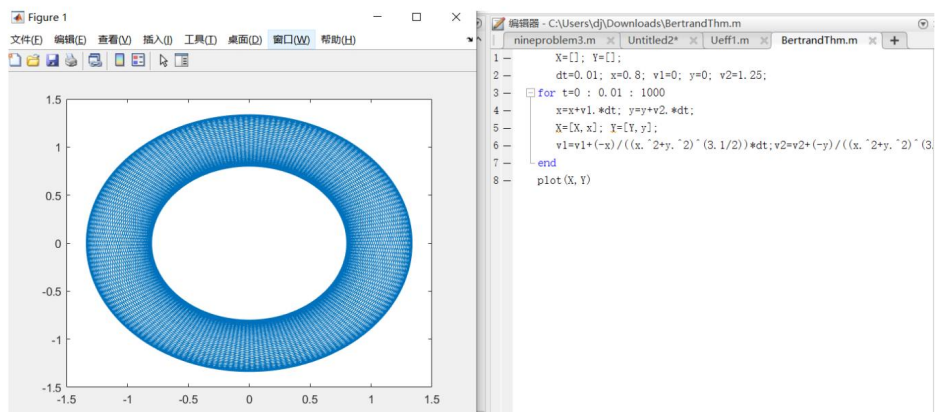 Figure 1
文件(F) 编辑(E) 查看(V) 插入(I) 工具(T) 桌面(D) 窗口(W) 帮助(H)
1.5
1
0.5
0
-0.5
-1
-1.5
-1.5 -1 -0.5 0 0.5 1 1.5
编辑器 - C:\Users\dj\Downloads\BertrandThm.m
nineproblem3.m Untitled2* Ueff1.m BertrandThm.m +
1 — X=[]; Y=[];
2 — dt=0.01; x=0.8; v1=0; y=0; v2=1.25;
3 — for t=0 : 0.01 : 1000
4 — x=x+v1.*dt; y=y+v2.*dt;
5 — X=[X,x]; Y=[Y,y];
6 — v1=v1+(-x)/((x.^2+y.^2)^(3.1/2))*dt;v2=v2+(-y)/((x.^2+y.^2)^(3.
7 — end
8 — plot(X,Y)